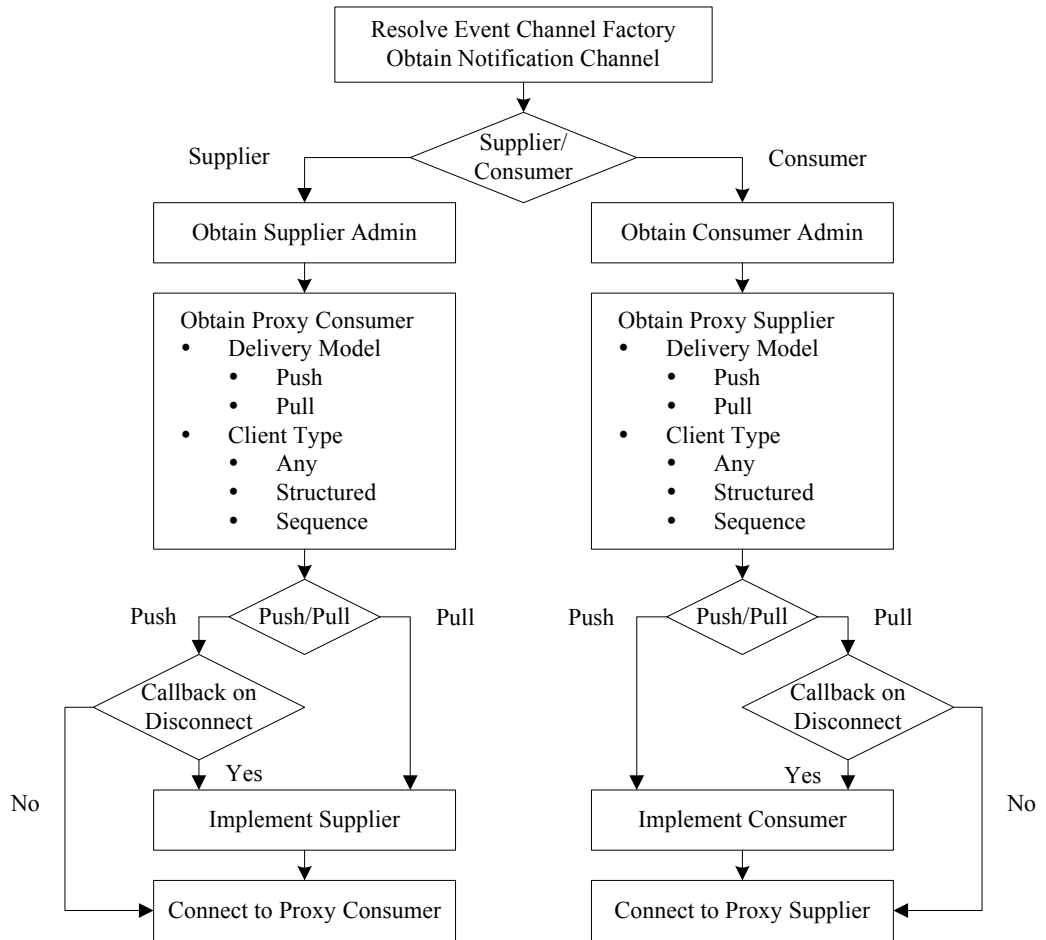 Resolve Event Channel Factory
Obtain Notification Channel
Supplier/
Consumer
Supplier
Consumer
Obtain Supplier Admin
Obtain Consumer Admin
Obtain Proxy Consumer
• Delivery Model
• Push
• Pull
• Client Type
• Any
• Structured
• Sequence
Obtain Proxy Supplier
• Delivery Model
• Push
• Pull
• Client Type
• Any
• Structured
• Sequence
Push
Push/Pull
Pull
Push
Push/Pull
Pull
Callback on
Disconnect
Callback on
Disconnect
Yes
No
Yes
No
Implement Supplier
Implement Consumer
Connect to Proxy Consumer
Connect to Proxy Supplier